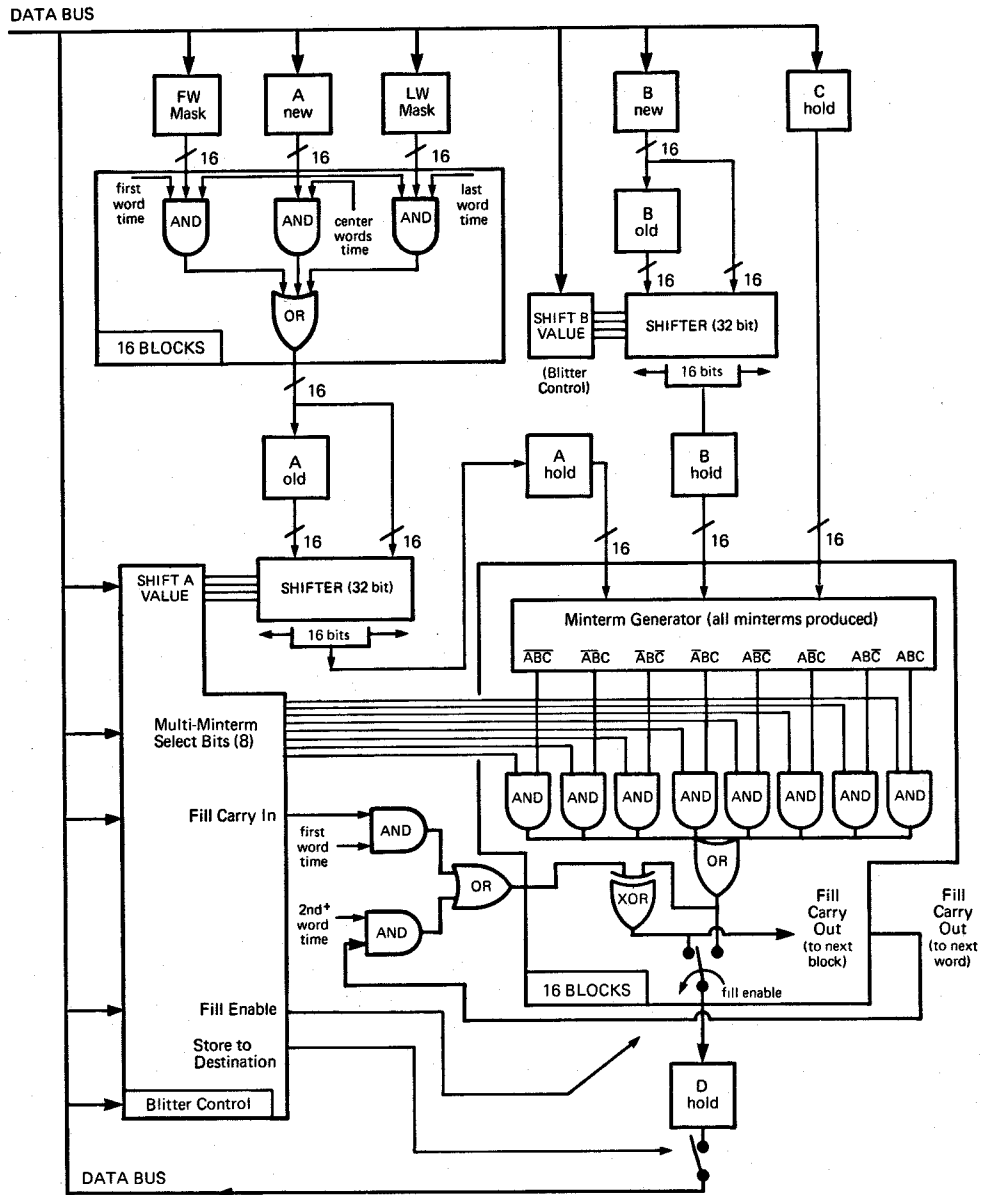 DATA BUS
FW
Mask
A
new
LW
Mask
B
new
C
hold
16
16
16
16
first
word
time
AND
AND
AND
center
words
time
last
word
time
B
old
16
16
OR
16 BLOCKS
SHIFT B
VALUE
SHIFTER (32 bit)
(Blitter
Control)
16 bits
16
A
old
A
hold
B
hold
16
16
16
16
16
SHIFT A
VALUE
SHIFTER (32 bit)
16 bits
Minterm Generator (all minterms produced)
A̅B̅C̅ A̅B̅C A̅BC̅ A̅BC AB̅C̅ AB̅C ABC̅ ABC
Multi-Minterm
Select Bits (8)
AND AND AND AND AND AND AND AND
Fill Carry In
first
word
time
AND
OR
OR
XOR
2nd+
word
time
AND
Fill
Carry
Out
(to next
block)
Fill
Carry
Out
(to next
word)
16 BLOCKS
fill enable
Fill Enable
Store to
Destination
D
hold
Blitter Control
DATA BUS